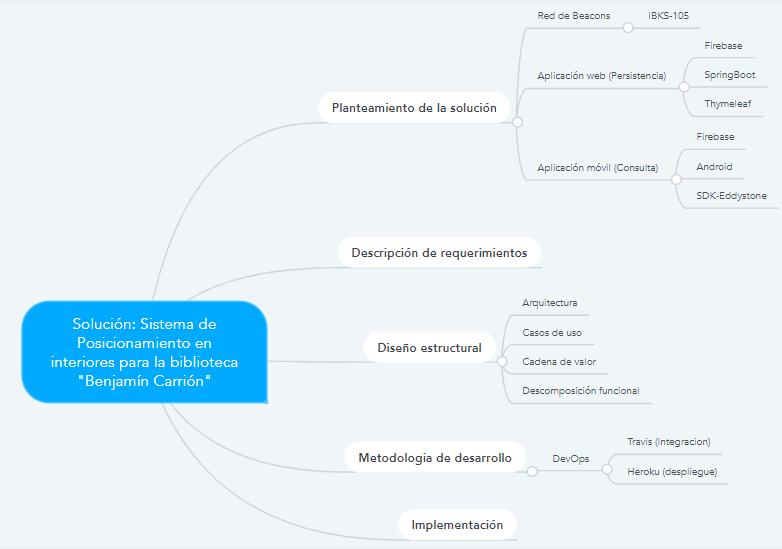 Solución: Sistema de
Posicionamiento en
interiores para la biblioteca
"Benjamín Carrión"
Planteamiento de la solución
Red de Beacons
IBKS-105
Aplicación web (Persistencia)
Firebase
SpringBoot
Thymeleaf
Aplicación móvil (Consulta)
Firebase
Android
SDK-Eddystone
Descripción de requerimientos
Diseño estructural
Arquitectura
Casos de uso
Cadena de valor
Descomposición funcional
Metodologia de desarrollo
DevOps
Travis (Integracion)
Heroku (despliegue)
Implementación